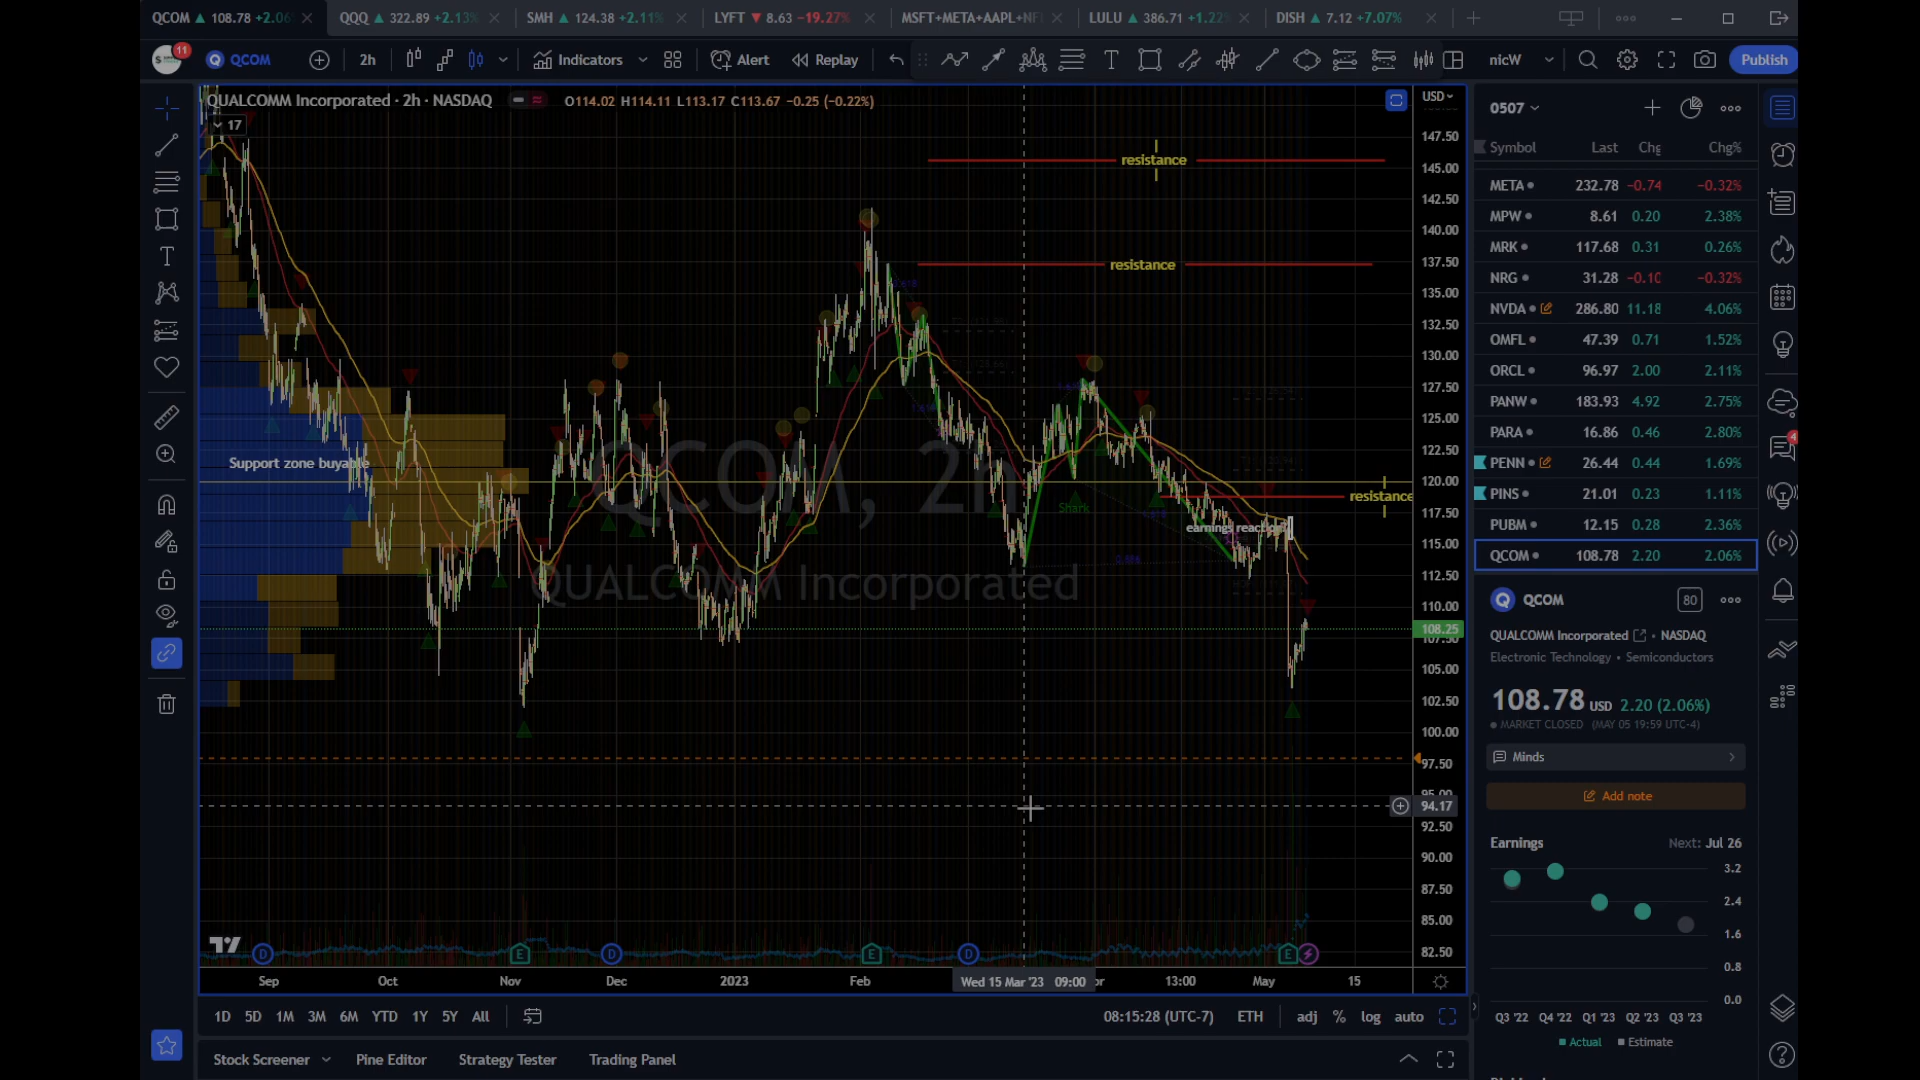 QCOM ▲ 108.78 +2.06
QQQ ▲ 322.89 +2.13%
SMH ▲ 124.38 +2.11%
LYFT ▼ 8.63 −19.27%
MSFT+META+AAPL+NF
LULU ▲ 386.71 +1.22
DISH ▲ 7.12 +7.07%
11
QCOM
2h
Indicators
Alert
Replay
nicW
Publish
QUALCOMM Incorporated · 2h · NASDAQ
O114.02 H114.11 L113.17 C113.67 −0.25 (−0.22%)
17
USD
147.50
145.00
142.50
140.00
137.50
135.00
132.50
130.00
127.50
125.00
122.50
120.00
117.50
115.00
112.50
110.00
108.25
107.50
105.00
102.50
100.00
97.50
95.00
94.17
92.50
90.00
87.50
85.00
82.50
resistance
resistance
resistance
Support zone buyable
Shark
earnings reaction
QCOM, 2h
QUALCOMM Incorporated
D
E
D
E
D
E
Sep
Oct
Nov
Dec
2023
Feb
Wed 15 Mar '23 09:00
13:00
May
15
1D 5D 1M 3M 6M YTD 1Y 5Y All
08:15:28 (UTC-7)
ETH
adj % log auto
Stock Screener
Pine Editor
Strategy Tester
Trading Panel
0507
Symbol Last Chg Chg%
META 232.78 −0.74 −0.32%
MPW 8.61 0.20 2.38%
MRK 117.68 0.31 0.26%
NRG 31.28 −0.10 −0.32%
NVDA 286.80 11.18 4.06%
OMFL 47.39 0.71 1.52%
ORCL 96.97 2.00 2.11%
PANW 183.93 4.92 2.75%
PARA 16.86 0.46 2.80%
PENN 26.44 0.44 1.69%
PINS 21.01 0.23 1.11%
PUBM 12.15 0.28 2.36%
QCOM 108.78 2.20 2.06%
QCOM
80
QUALCOMM Incorporated • NASDAQ
Electronic Technology • Semiconductors
108.78 USD 2.20 (2.06%)
MARKET CLOSED (MAY 05 19:59 UTC-4)
Minds
Add note
Earnings
Next: Jul 26
3.2
2.4
1.6
0.8
0.0
Q3 '22 Q4 '22 Q1 '23 Q2 '23 Q3 '23
Actual Estimate
4